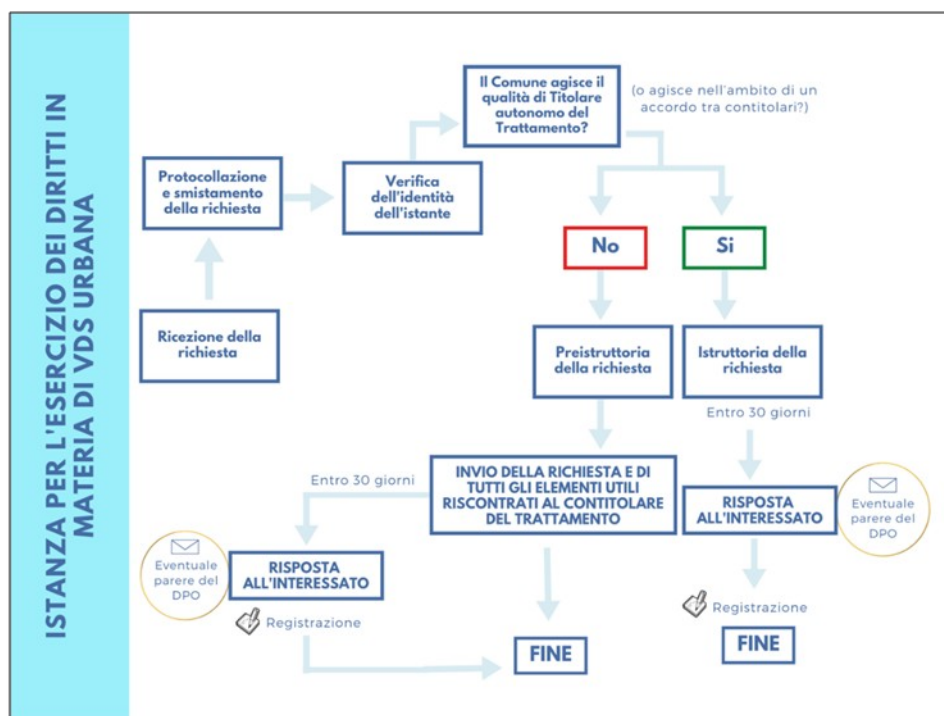 ISTANZA PER L'ESERCIZIO DEI DIRITTI IN
MATERIA DI VDS URBANA
Il Comune agisce il
qualità di Titolare
autonomo del
Trattamento?
(o agisce nell'ambito di un
accordo tra contitolari?)
Protocollazione
e smistamento
della richiesta
Verifica
dell'identità
dell'istante
No
Si
Ricezione della
richiesta
Preistruttoria
della richiesta
Istruttoria della
richiesta
Entro 30 giorni
Entro 30 giorni
INVIO DELLA RICHIESTA E DI
TUTTI GLI ELEMENTI UTILI
RISCONTRATI AL CONTITOLARE
DEL TRATTAMENTO
RISPOSTA
ALL'INTERESSATO
Eventuale
parere del
DPO
Eventuale
parere del
DPO
RISPOSTA
ALL'INTERESSATO
Registrazione
Registrazione
FINE
FINE